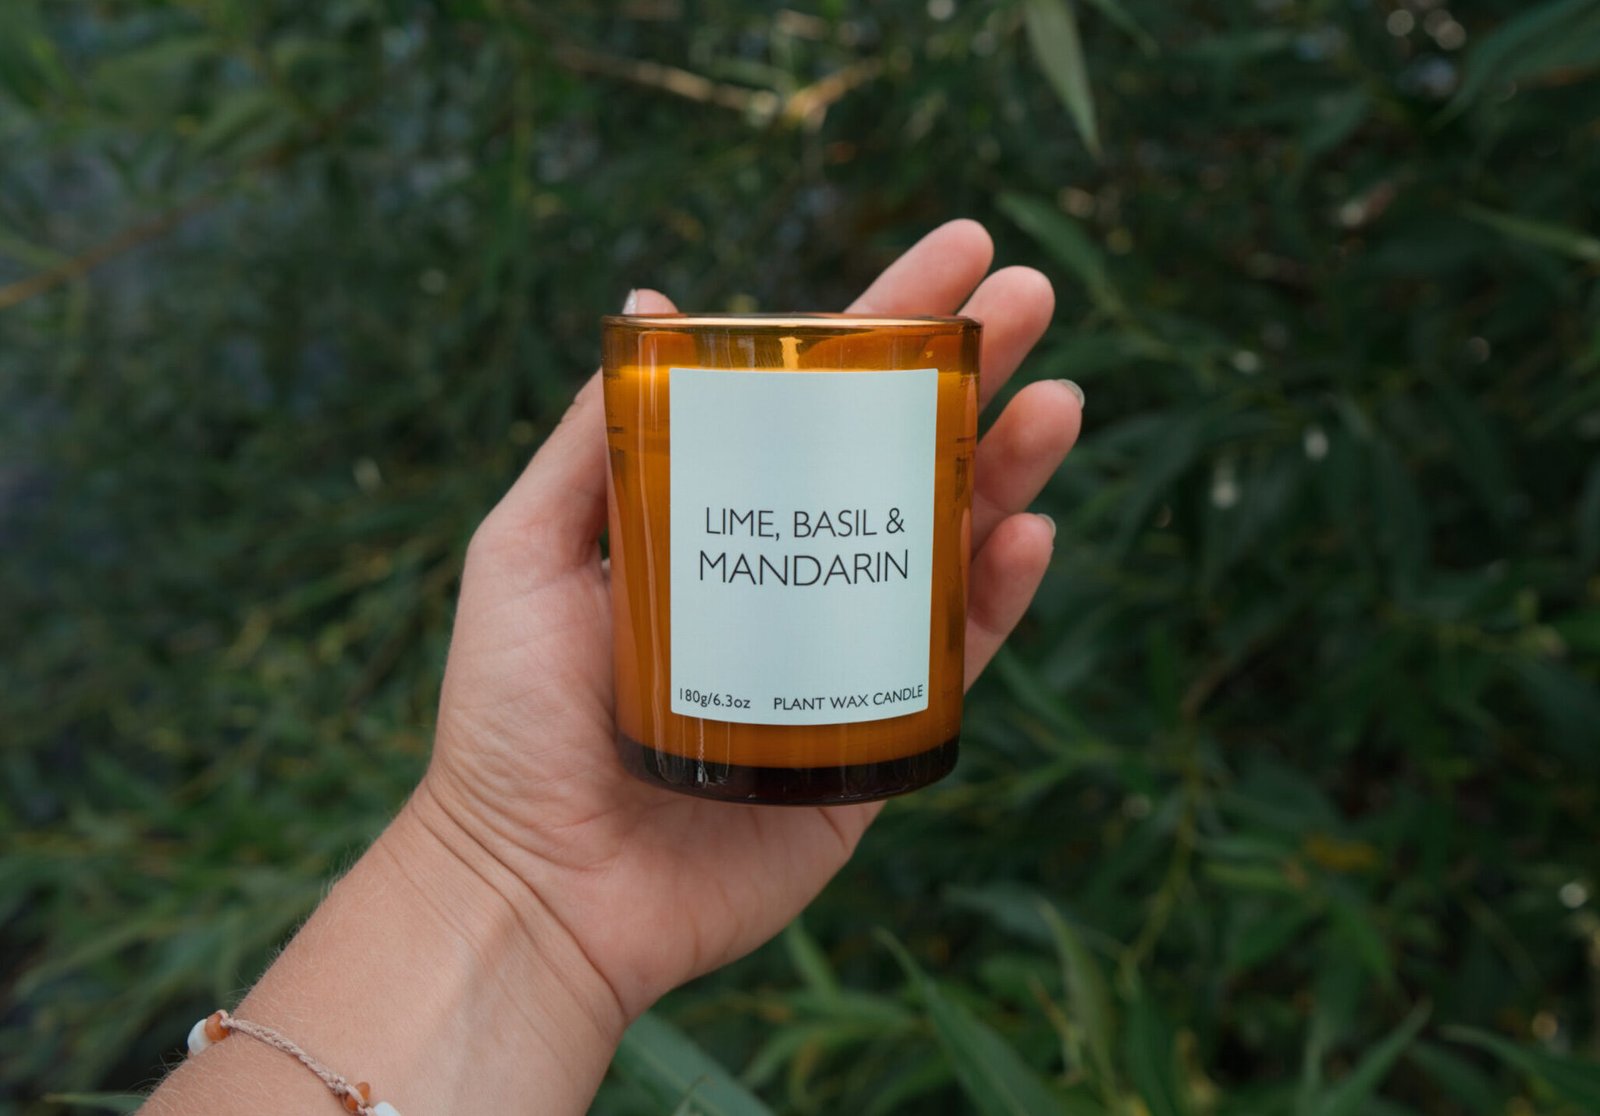 LIME, BASIL &
MANDARIN
180g/6.3oz PLANT WAX CANDLE